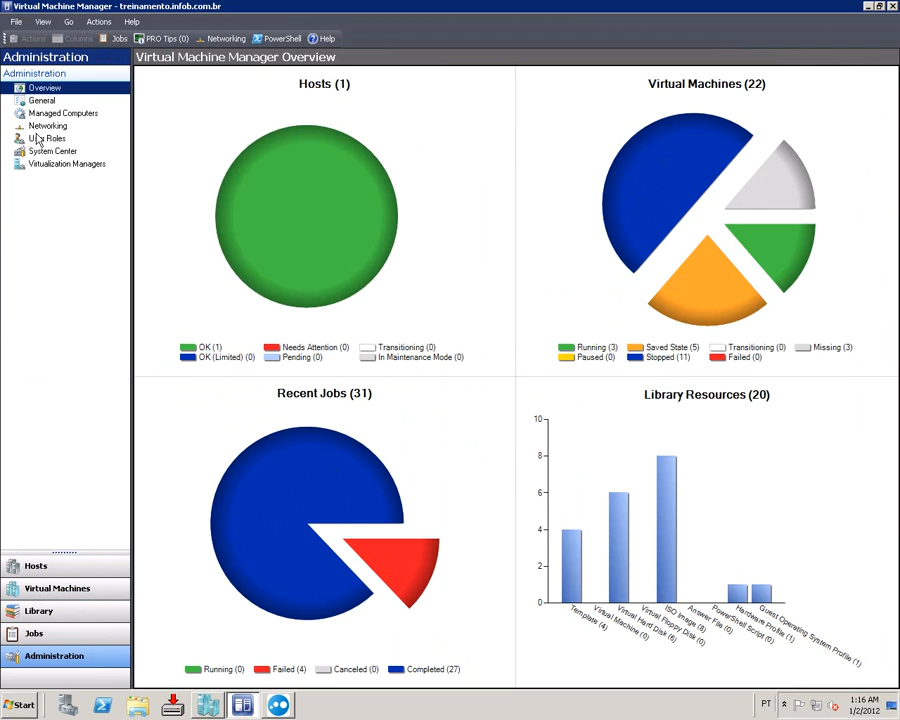 Virtual Machine Manager - treinamento.infob.com.br
File View Go Actions Help
Actions Columns Jobs PRO Tips (0) Networking PowerShell Help
Administration
Virtual Machine Manager Overview
Administration
Overview
General
Managed Computers
Networking
User Roles
System Center
Virtualization Managers
Hosts (1)
OK (1) Needs Attention (0) Transitioning (0)
OK (Limited) (0) Pending (0) In Maintenance Mode (0)
Virtual Machines (22)
Running (3) Saved State (5) Transitioning (0) Missing (3)
Paused (0) Stopped (11) Failed (0)
Recent Jobs (31)
Running (0) Failed (4) Canceled (0) Completed (27)
Library Resources (20)
10
8
6
4
2
0
Template (4)
Virtual Machine (0)
Virtual Hard Disk (6)
Virtual Floppy Disk (0)
ISO Image (8)
Answer File (0)
PowerShell Script (0)
Hardware Profile (1)
Guest Operating System Profile (1)
Hosts
Virtual Machines
Library
Jobs
Administration
Start
PT
1:16 AM
1/2/2012